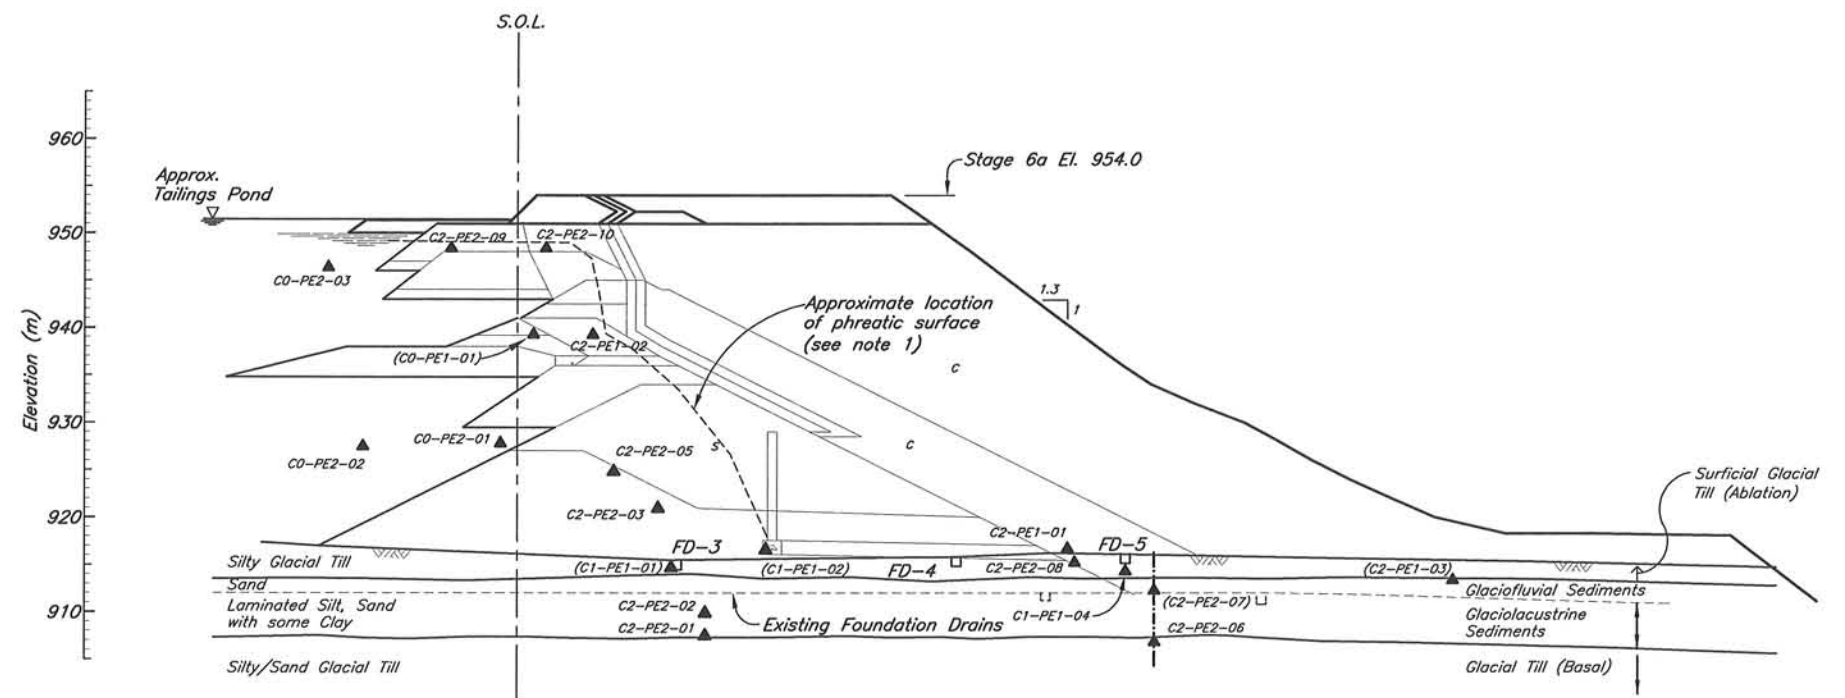 S.O.L.
960
950
940
930
920
910
Elevation (m)
Approx.
Tailings Pond
Stage 6a El. 954.0
C2-PE2-09
C2-PE2-10
C0-PE2-03
1.3
1
Approximate location
of phreatic surface
(see note 1)
(C0-PE1-01)
C2-PE1-02
c
C0-PE2-01
C0-PE2-02
s
c
C2-PE2-05
C2-PE2-03
Surficial Glacial
Till (Ablation)
C2-PE1-01
FD-3
FD-5
Silty Glacial Till
(C1-PE1-01)
(C1-PE1-02)
FD-4
C2-PE2-08
(C2-PE1-03)
Sand
Glaciofluvial Sediments
Laminated Silt, Sand
with some Clay
C2-PE2-02
C1-PE1-04
(C2-PE2-07)
Glaciolacustrine
Sediments
C2-PE2-01
Existing Foundation Drains
C2-PE2-06
Silty/Sand Glacial Till
Glacial Till (Basal)